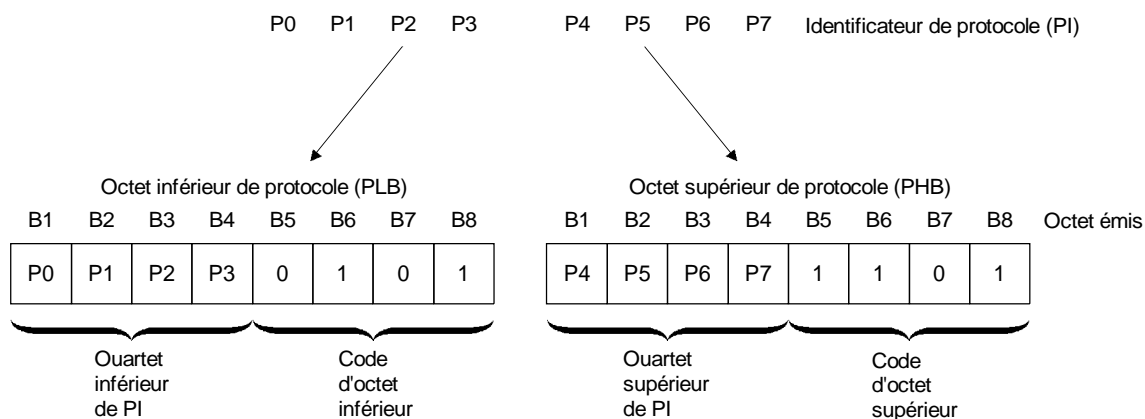 P0 P1 P2 P3 P4 P5 P6 P7 Identificateur de protocole (PI)
Octet inférieur de protocole (PLB) Octet supérieur de protocole (PHB)
B1 B2 B3 B4 B5 B6 B7 B8 B1 B2 B3 B4 B5 B6 B7 B8 Octet émis
P0 P1 P2 P3 0 1 0 1 P4 P5 P6 P7 1 1 0 1
Ouartet
inférieur
de PI
Code
d'octet
inférieur
Ouartet
supérieur
de PI
Code
d'octet
supérieur